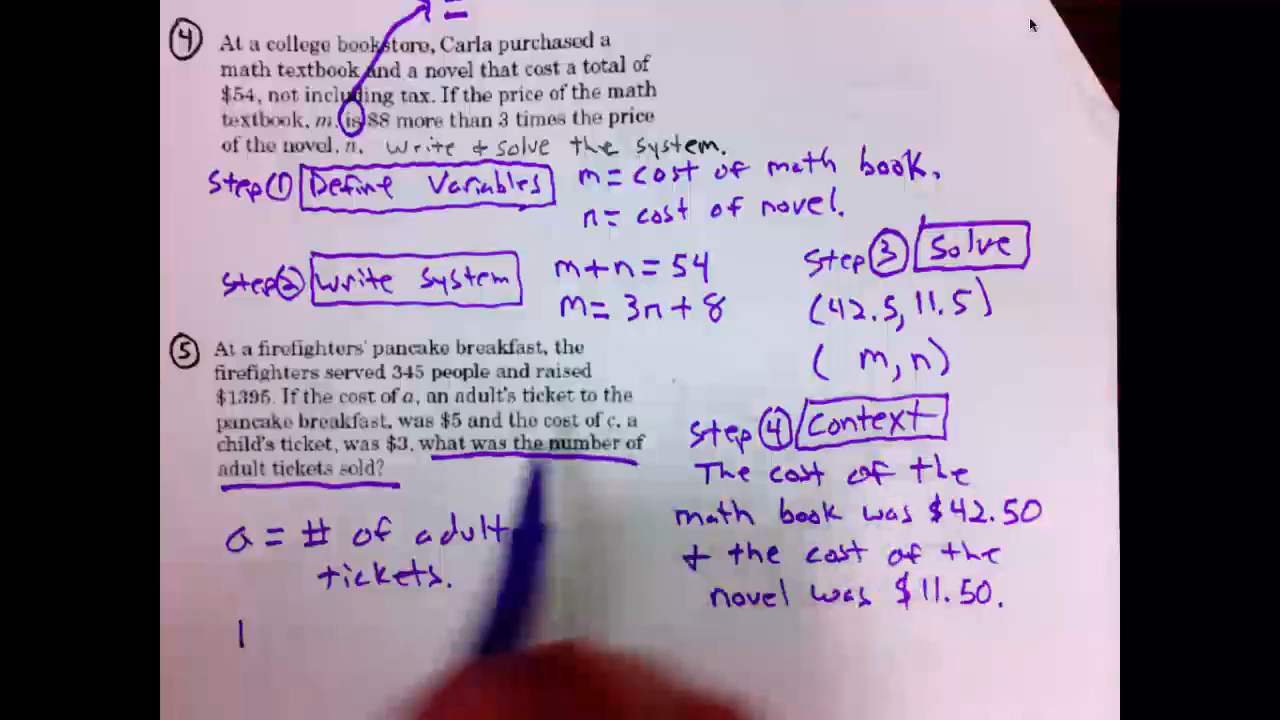 ④ At a college bookstore, Carla purchased a
math textbook and a novel that cost a total of
$54, not including tax. If the price of the math
textbook, m, is $8 more than 3 times the price
of the novel, n. write + solve the system.
Step ① Define Variables
m = cost of math book.
n = cost of novel.
Step ② Write System
m + n = 54
m = 3n + 8
Step ③ Solve
(42.5, 11.5)
(m, n)
⑤ At a firefighters' pancake breakfast, the
firefighters served 345 people and raised
$1395. If the cost of a, an adult's ticket to the
pancake breakfast, was $5 and the cost of c, a
child's ticket, was $3, what was the number of
adult tickets sold?
a = # of adult
tickets.
Step ④ Context
The cost of the
math book was $42.50
+ the cost of the
novel was $11.50.